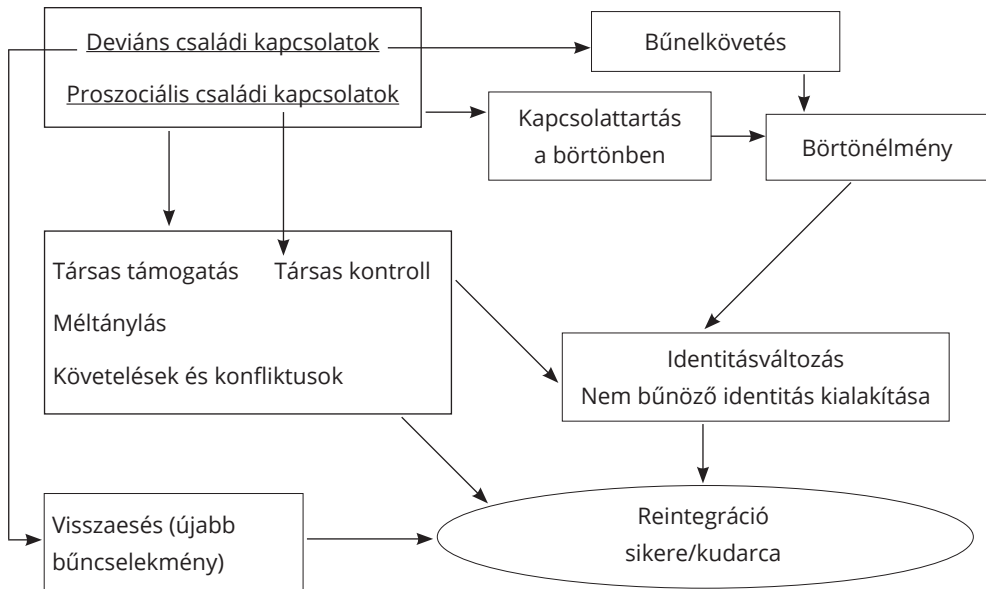 Deviáns családi kapcsolatok
Proszociális családi kapcsolatok
Bűnelkövetés
Kapcsolattartás
a börtönben
Börtönélmény
Társas támogatás
Társas kontroll
Méltánylás
Követelések és konfliktusok
Identitásváltozás
Nem bűnöző identitás kialakítása
Visszaesés (újabb
bűncselekmény)
Reintegráció
sikere/kudarca